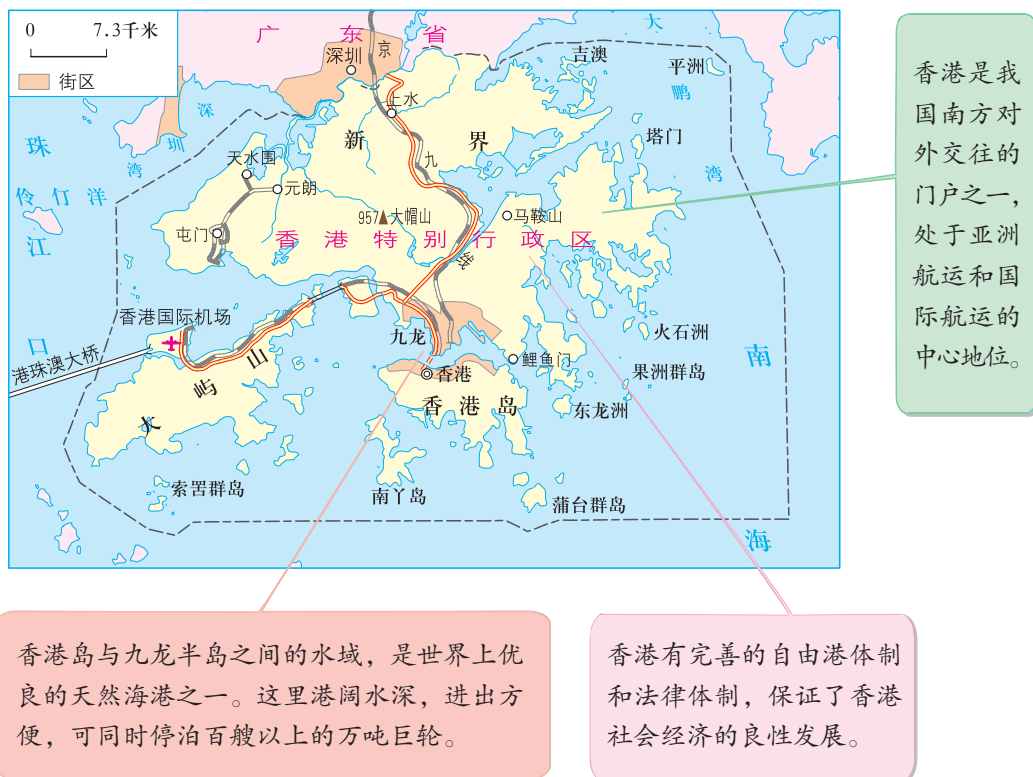 0 7.3千米
街区
广东省
深圳
京
大
鹏
湾
吉澳
平洲
塔门
上水
新界
九
线
珠
江
口
伶仃洋
深
圳
湾
天水围
元朗
屯门
957▲大帽山
马鞍山
香港特别行政区
香港国际机场
港珠澳大桥
九龙
鲤鱼门
火石洲
果洲群岛
东龙洲
香港
香港岛
大屿山
索罟群岛
南丫岛
蒲台群岛
南
海
香港是我
国南方对
外交往的
门户之一，
处于亚洲
航运和国
际航运的
中心地位。
香港岛与九龙半岛之间的水域，是世界上优
良的天然海港之一。这里港阔水深，进出方
便，可同时停泊百艘以上的万吨巨轮。
香港有完善的自由港体制
和法律体制，保证了香港
社会经济的良性发展。